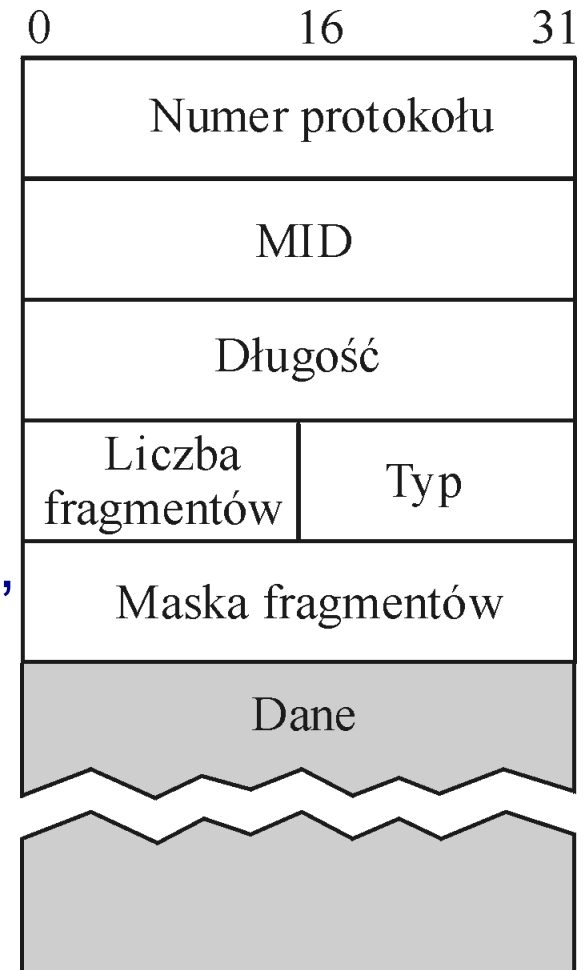 0 16 31
Numer protokołu
MID
Długość
Liczba
fragmentów
Typ
,
Maska fragmentów
Dane